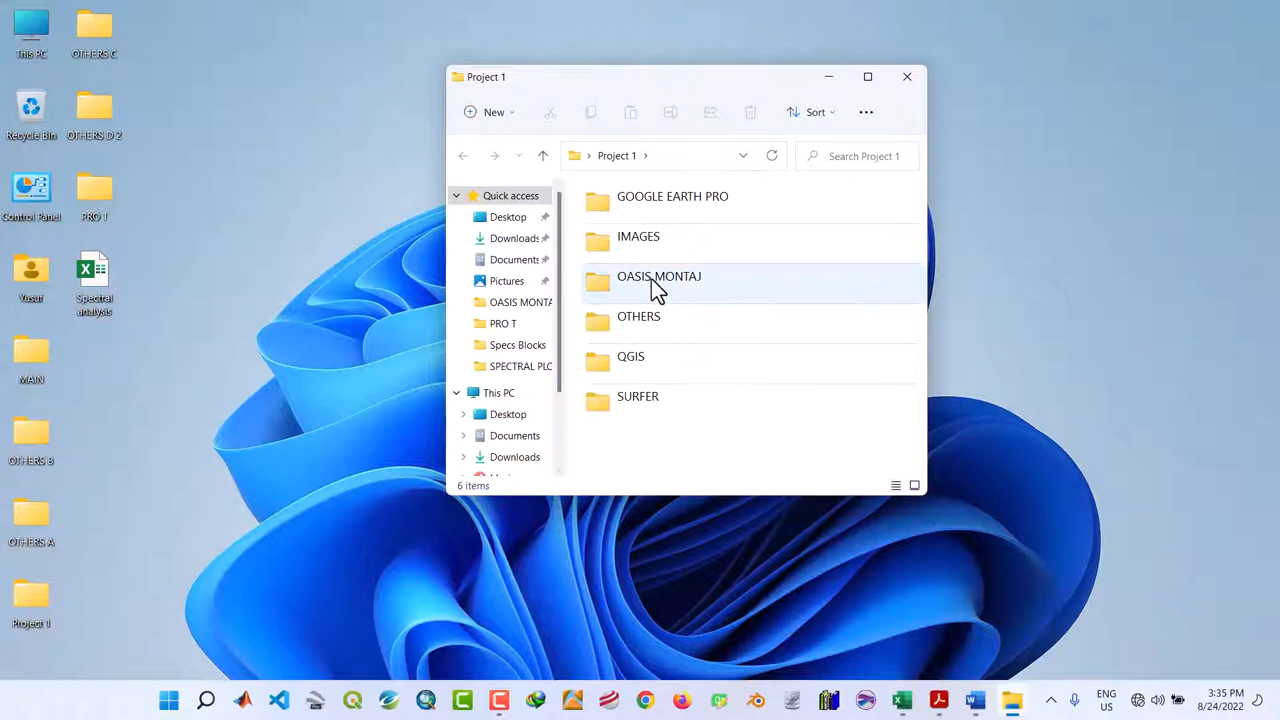 This PC
OTHERS C
Recycle Bin
OTHERS D 2
Control Panel
PRO T
Yusuf
Spectral
analysis
MAIN
OTHERS B
OTHERS A
Project 1
Project 1
New
Sort
Project 1
Search Project 1
Quick access
Desktop
Downloads
Documents
Pictures
OASIS MONTA
PRO T
Specs Blocks
SPECTRAL PLO
This PC
Desktop
Documents
Downloads
GOOGLE EARTH PRO
IMAGES
OASIS MONTAJ
OTHERS
QGIS
SURFER
6 items
ENG
US
3:35 PM
8/24/2022